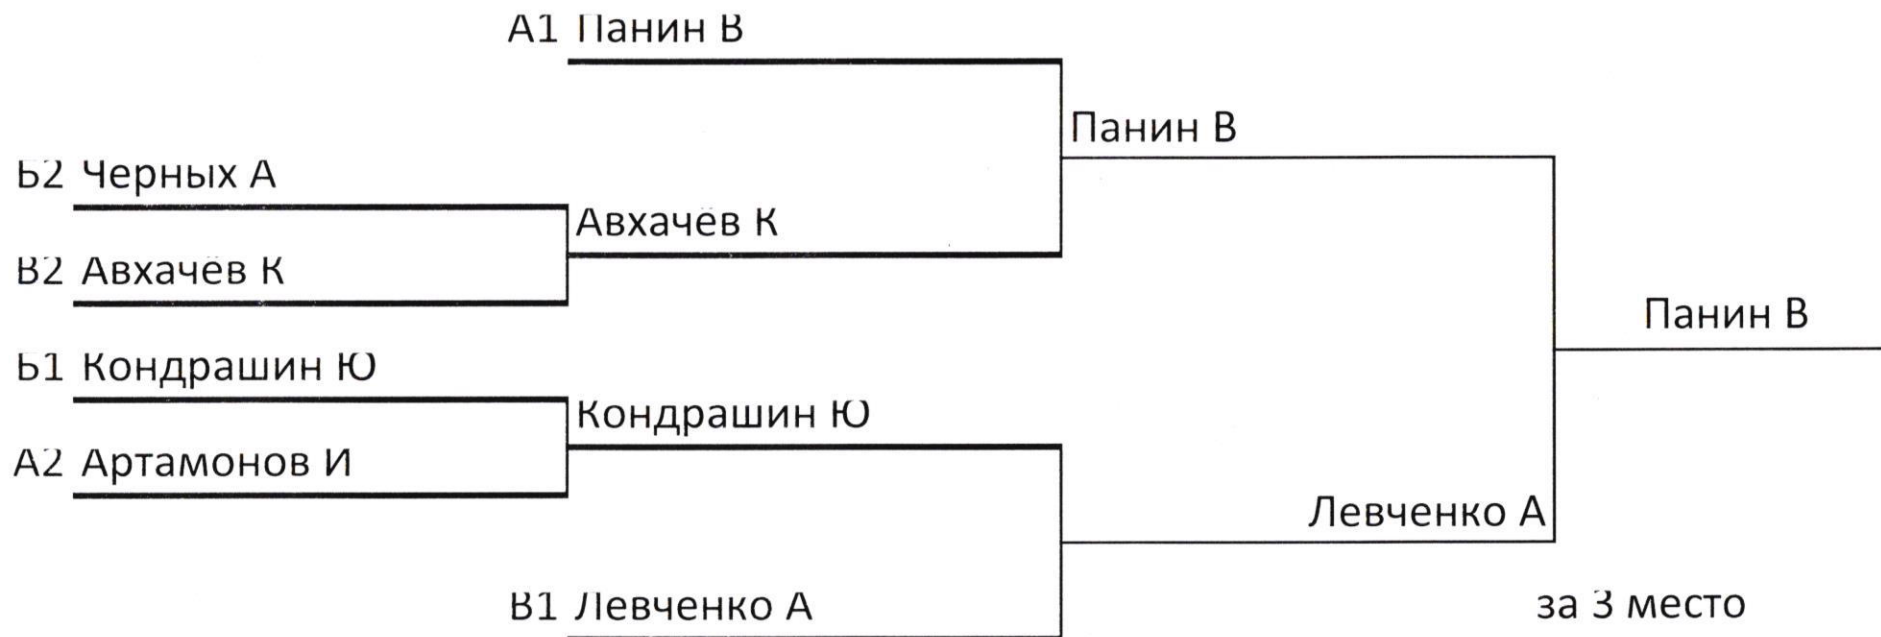 А1 Панин В
Панин В
Б2 Черных А
Авхачёв К
В2 Авхачёв К
Панин В
Б1 Кондрашин Ю
Кондрашин Ю
А2 Артамонов И
Левченко А
В1 Левченко А
за 3 место